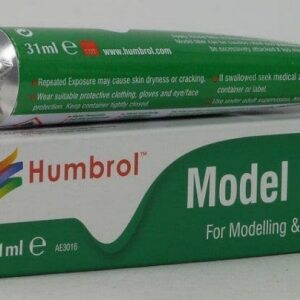 31ml e
www.humbrol.com
• Repeated Exposure may cause skin dryness or cracking.
• Wear suitable protective clothing, gloves and eye/face
protection. Keep container tightly closed
• If swallowed seek medical
container or label.
Humbrol™
Model
For Modelling &
1ml e
AE3016